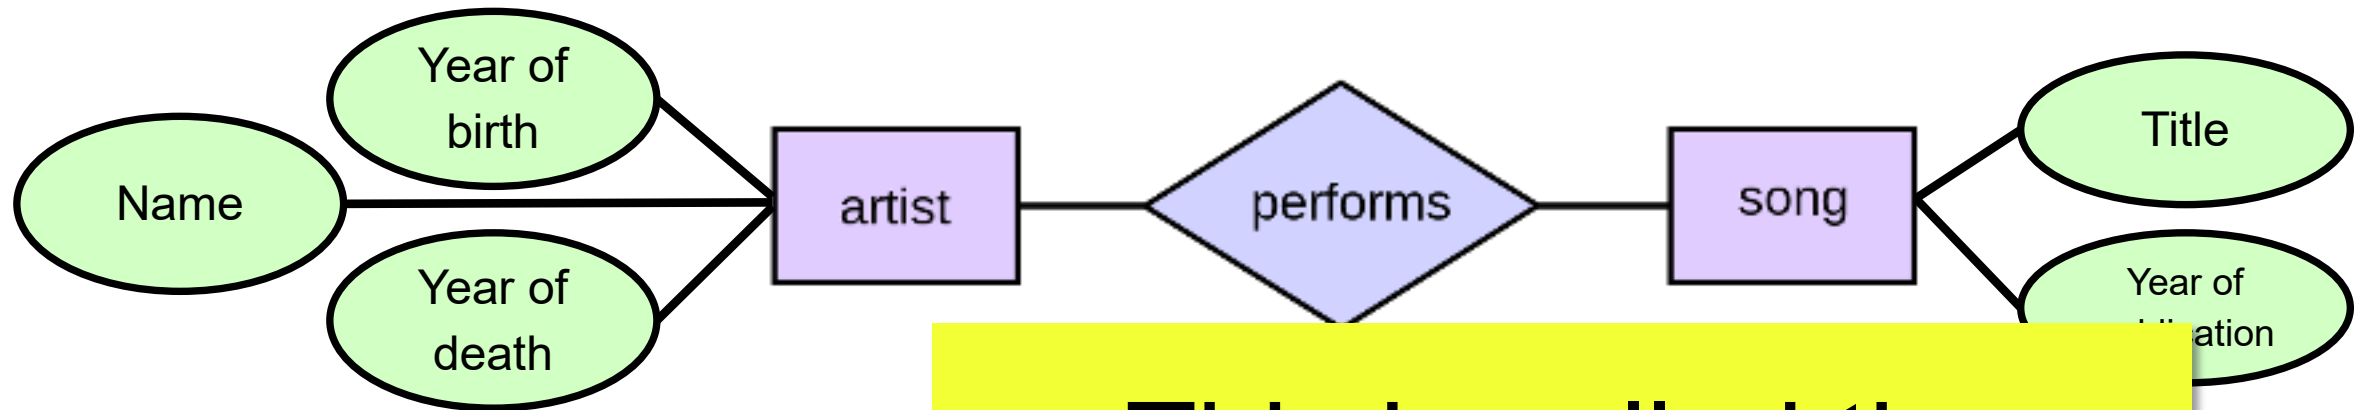 Year of
birth
Name
Year of
death
artist
performs
song
Title
Year of